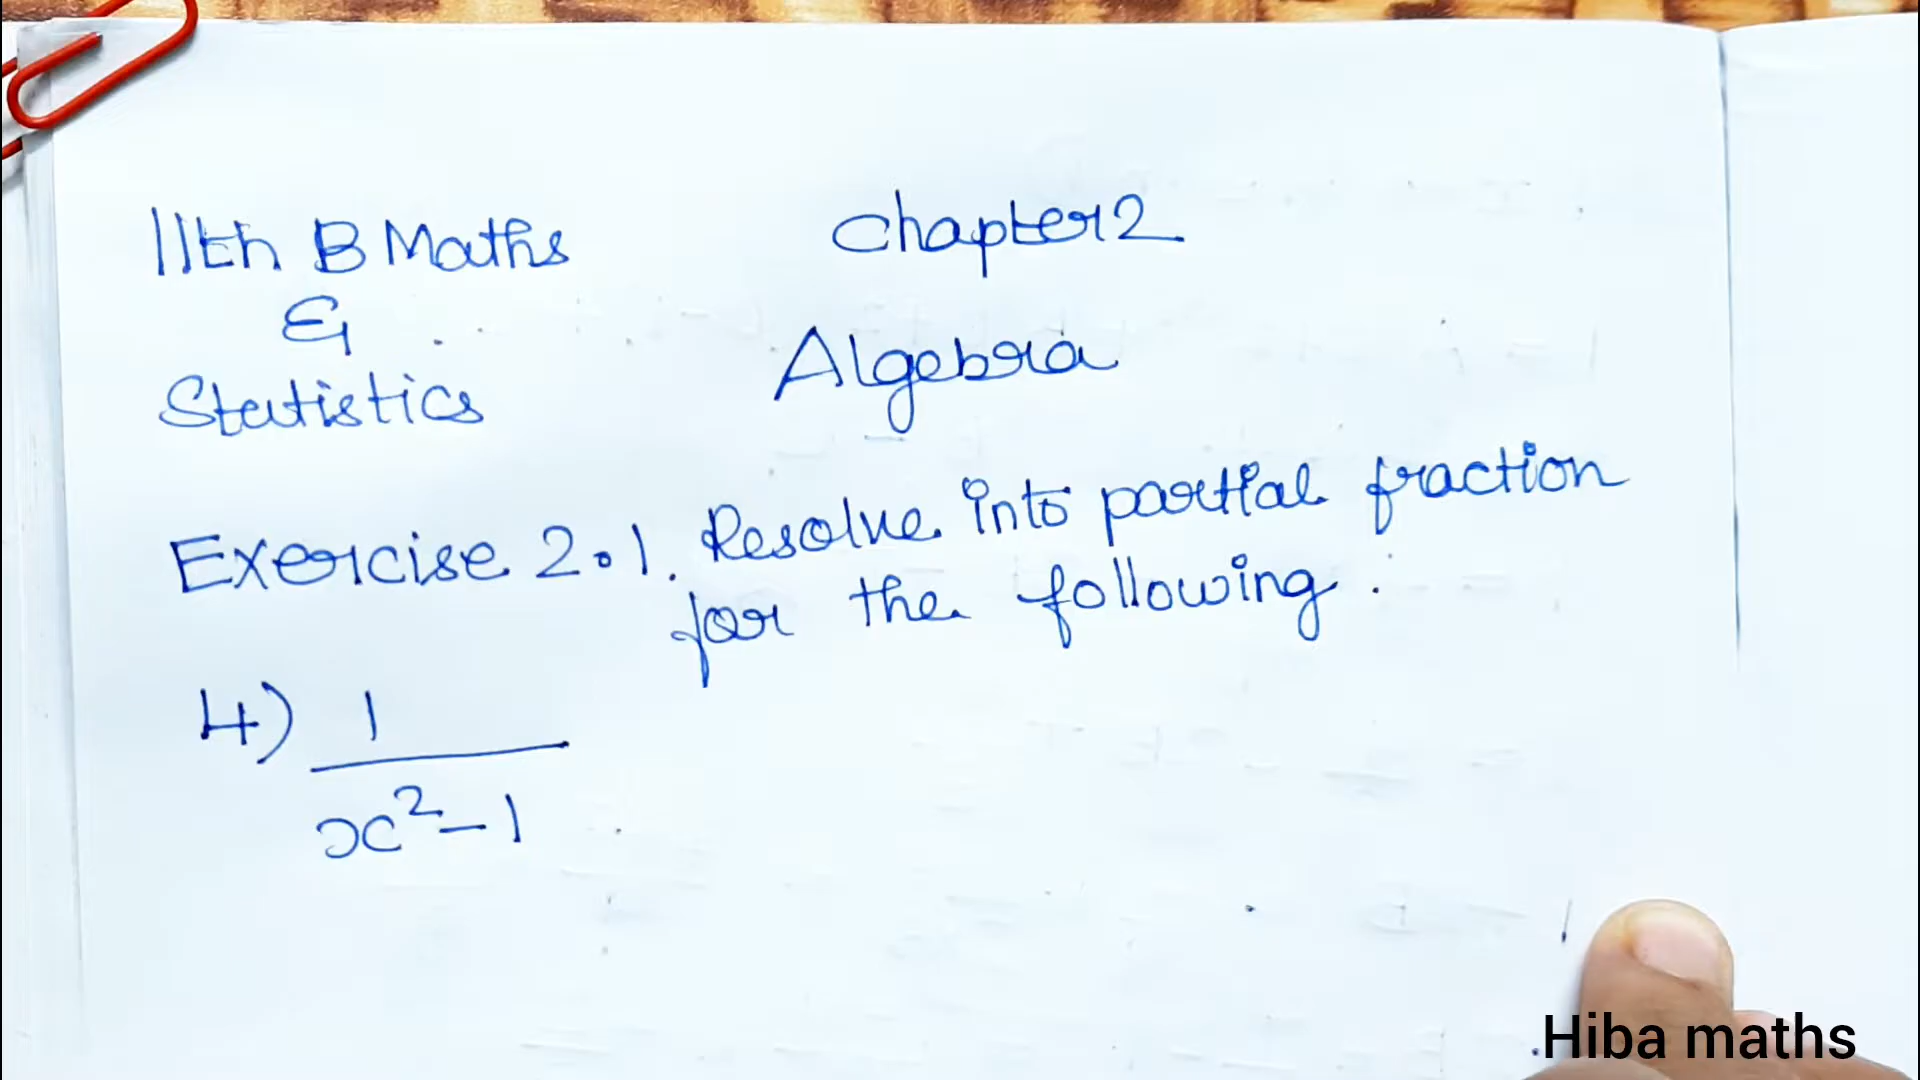 11th B Maths
&
Statistics
Chapter 2
Algebra
Exercise 2.1. Resolve into partial fraction
for the following.
4) 1
x²-1
Hiba maths